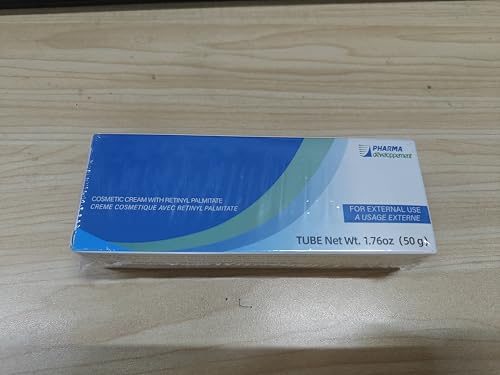 PHARMA
développement
COSMETIC CREAM WITH RETINYL PALMITATE
CREME COSMETIQUE AVEC RETINYL PALMITATE
FOR EXTERNAL USE
A USAGE EXTERNE
TUBE Net Wt. 1.76oz (50 g)